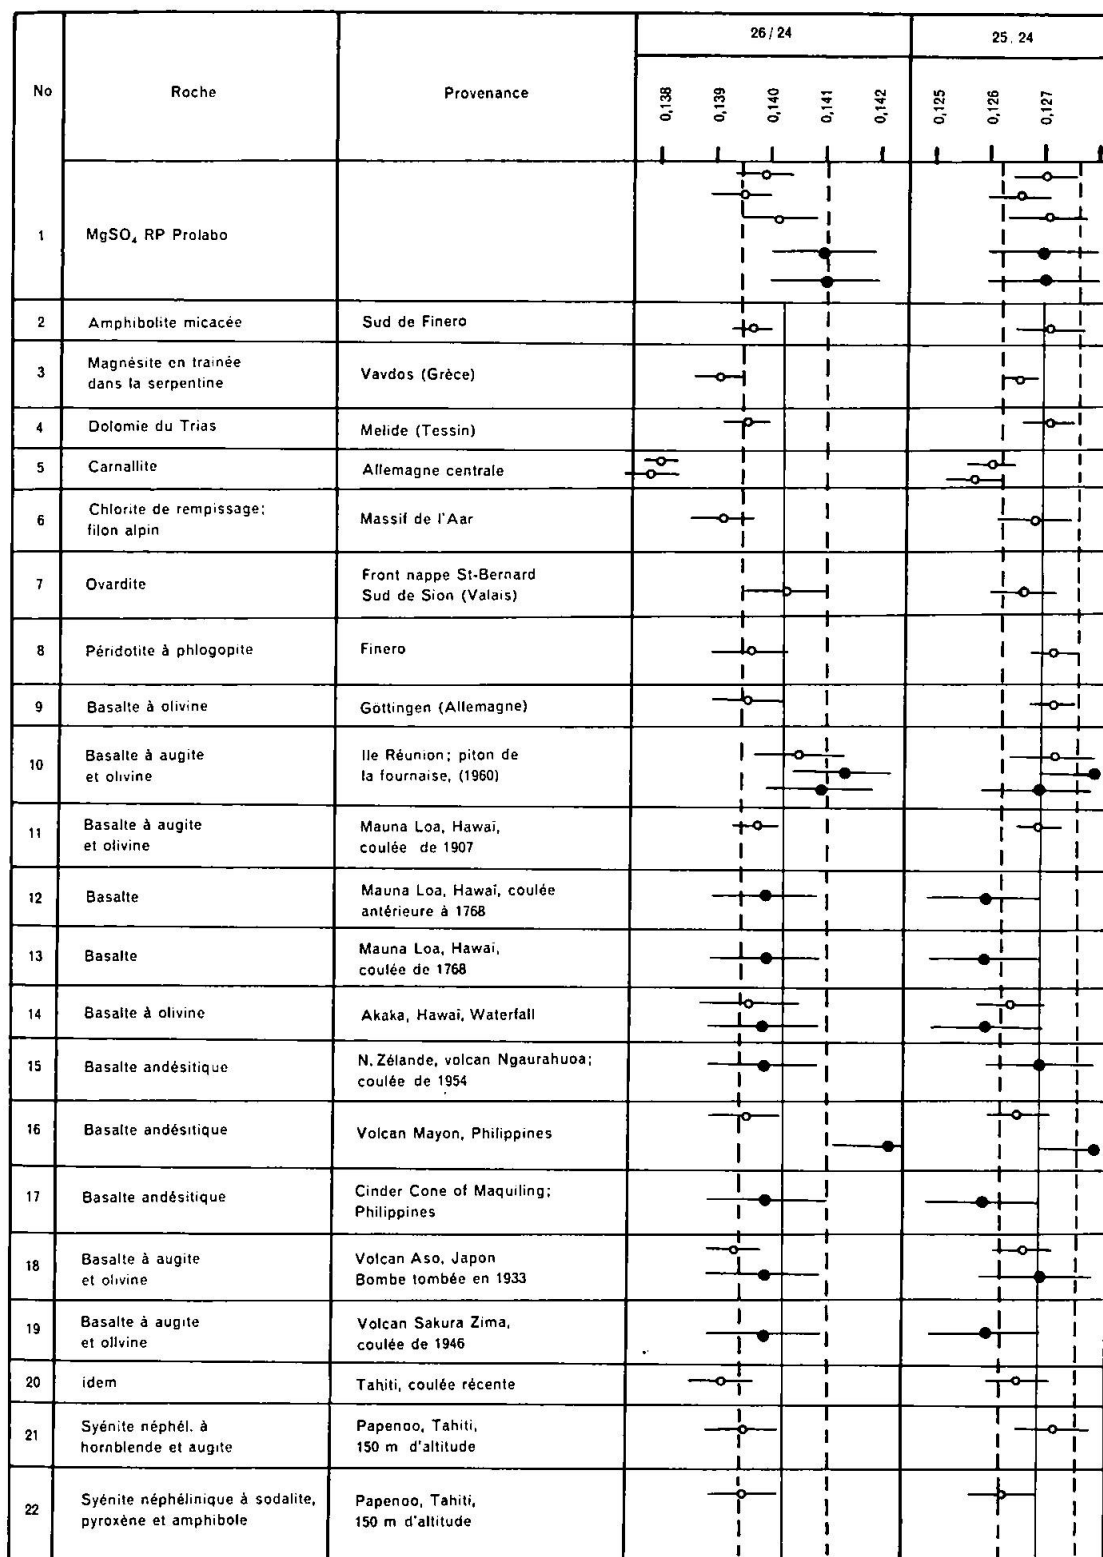 26/24
25.24
No
Roche
Provenance
0,138
0,139
0,140
0,141
0,142
0,125
0,126
0,127
1
MgSO₄ RP Prolabo
2
Amphibolite micacée
Sud de Finero
3
Magnésite en trainée
dans la serpentine
Vavdos (Grèce)
4
Dolomie du Trias
Melide (Tessin)
5
Carnallite
Allemagne centrale
6
Chlorite de rempissage;
filon alpin
Massif de l'Aar
7
Ovardite
Front nappe St-Bernard
Sud de Sion (Valais)
8
Péridotite à phlogopite
Finero
9
Basalte à olivine
Göttingen (Allemagne)
10
Basalte à augite
et olivine
Ile Réunion; piton de
la fournaise, (1960)
11
Basalte à augite
et olivine
Mauna Loa, Hawaï,
coulée de 1907
12
Basalte
Mauna Loa, Hawaï, coulée
antérieure à 1768
13
Basalte
Mauna Loa, Hawaï,
coulée de 1768
14
Basalte à olivine
Akaka, Hawaï, Waterfall
15
Basalte andésitique
N. Zélande, volcan Ngaurahuoa;
coulée de 1954
16
Basalte andésitique
Volcan Mayon, Philippines
17
Basalte andésitique
Cinder Cone of Maquiling;
Philippines
18
Basalte à augite
et olivine
Volcan Aso, Japon
Bombe tombée en 1933
19
Basalte à augite
et olivine
Volcan Sakura Zima,
coulée de 1946
20
idem
Tahiti, coulée récente
21
Syénite néphél. à
hornblende et augite
Papenoo, Tahiti,
150 m d'altitude
22
Syénite néphélinique à sodalite,
pyroxène et amphibole
Papenoo, Tahiti,
150 m d'altitude